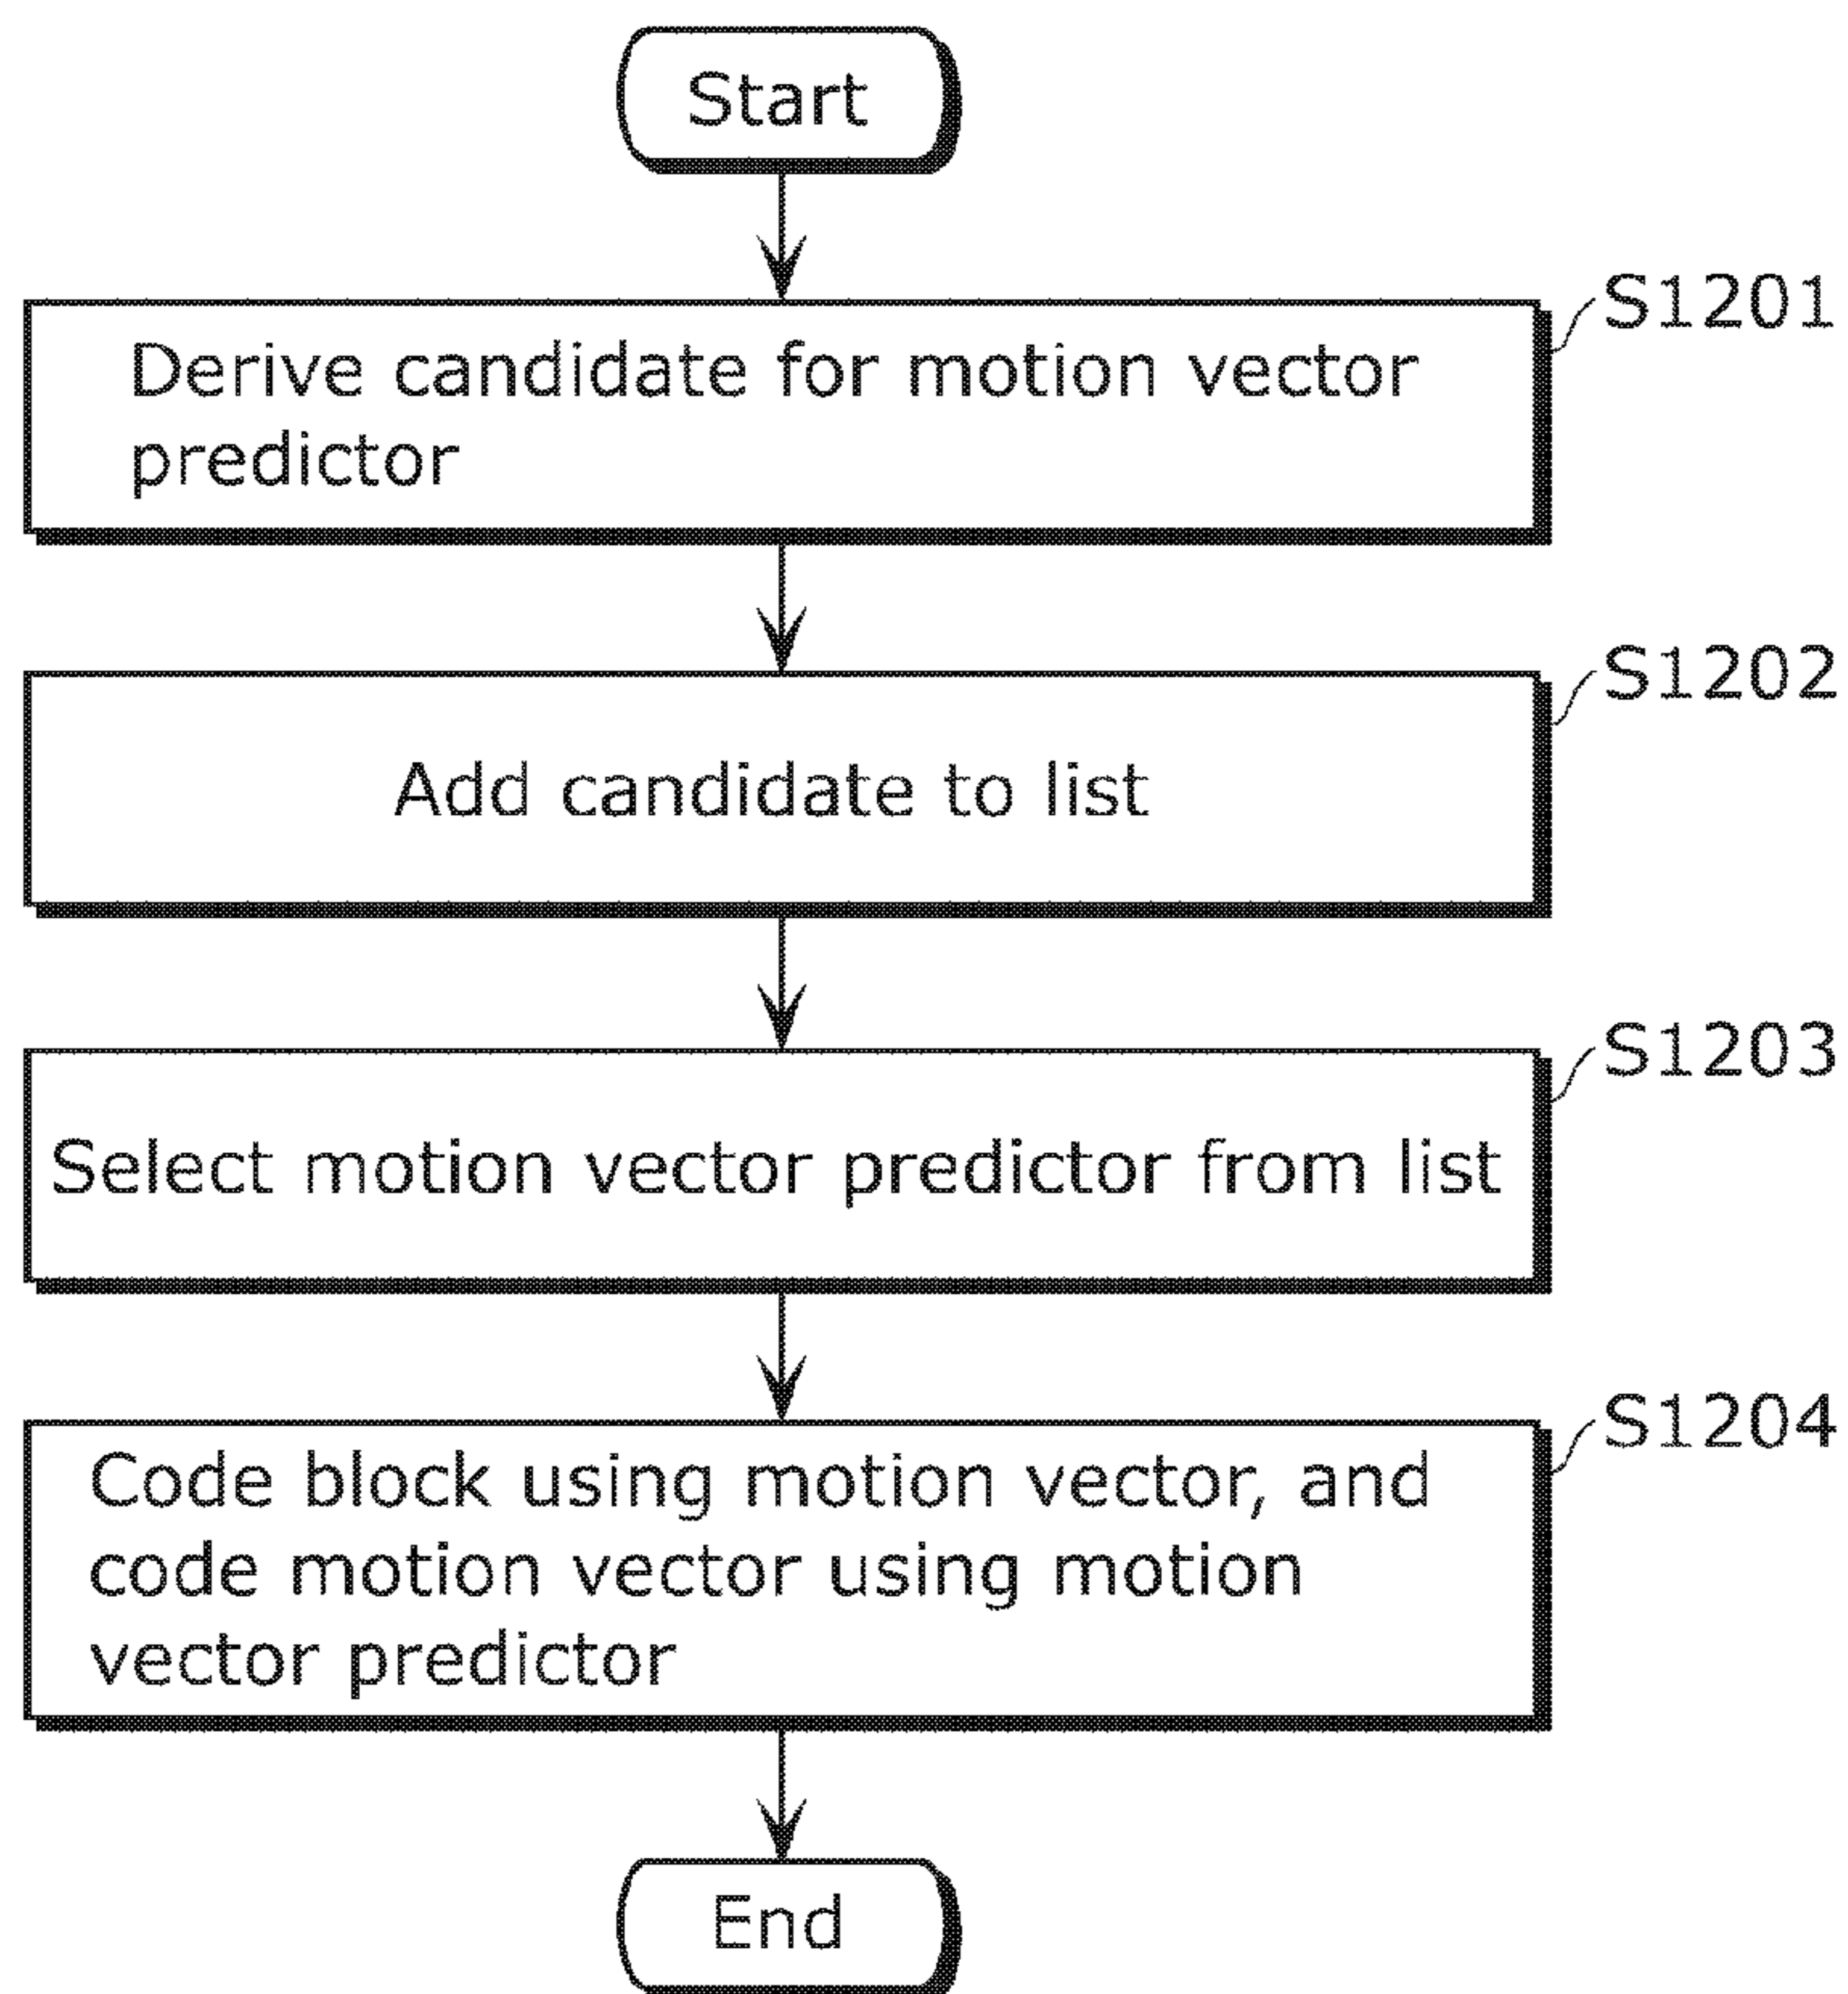 Start
S1201
Derive candidate for motion vector
predictor
S1202
Add candidate to list
S1203
Select motion vector predictor from list
S1204
Code block using motion vector, and
code motion vector using motion
vector predictor
End